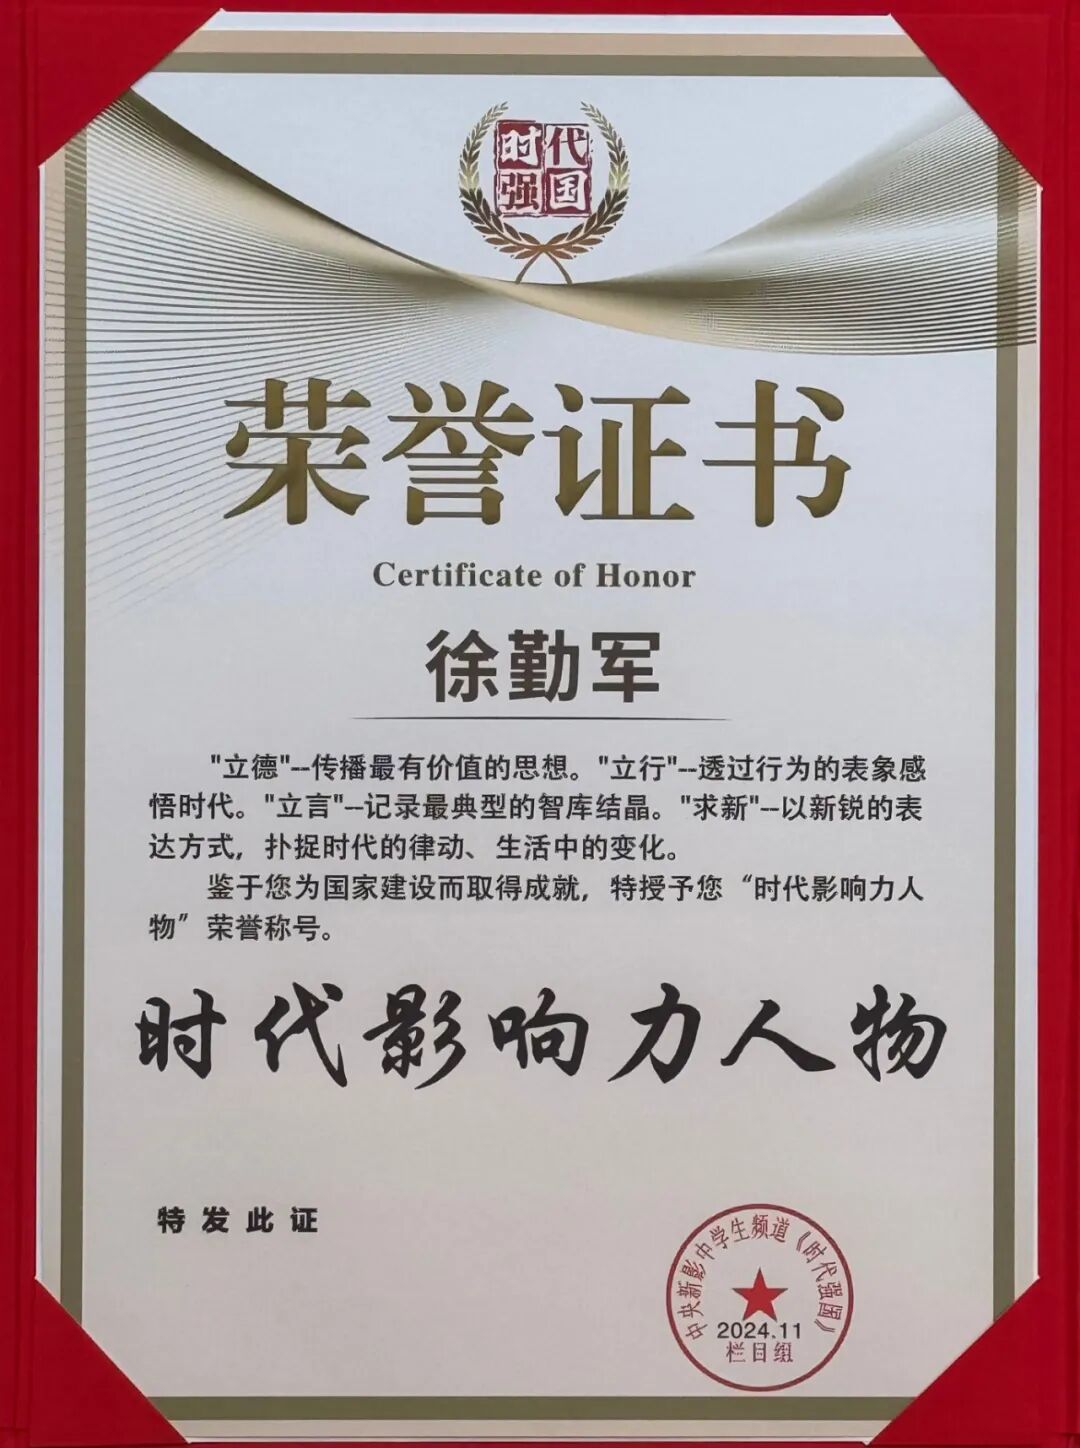 时代
强国
荣誉证书
Certificate of Honor
徐勤军
"立德"--传播最有价值的思想。"立行"--透过行为的表象感
悟时代。"立言"--记录最典型的智库结晶。"求新"--以新锐的表
达方式，扑捉时代的律动、生活中的变化。
鉴于您为国家建设而取得成就，特授予您“时代影响力人
物”荣誉称号。
时代影响力人物
特发此证
中央新影中学生频道《时代强国》
2024.11
栏目组